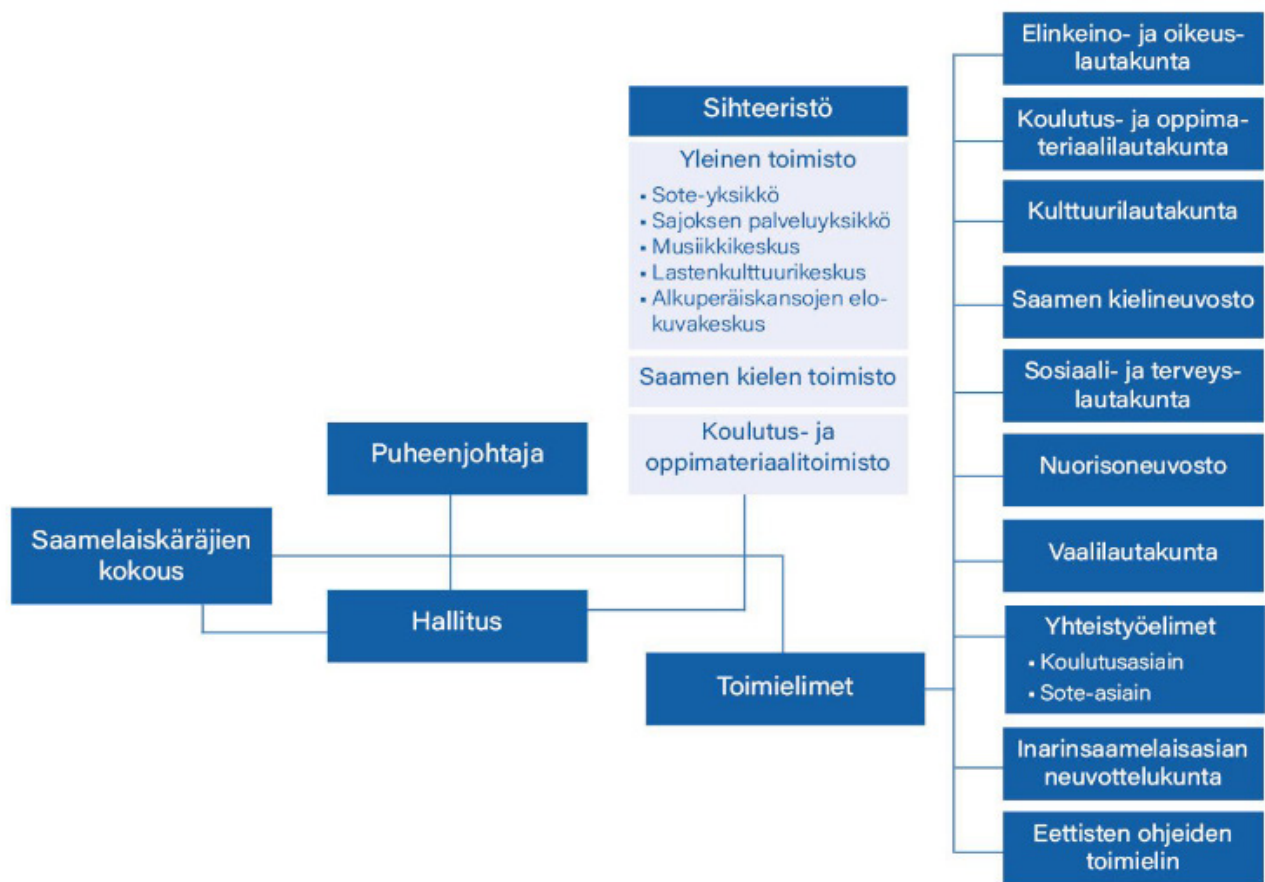 Saamelaiskäräjien
kokous
Puheenjohtaja
Hallitus
Sihteeristö
Yleinen toimisto
▪ Sote-yksikkö
▪ Sajoksen palveluyksikkö
▪ Musiikkikeskus
▪ Lastenkulttuurikeskus
▪ Alkuperäiskansojen elo-
kuvakeskus
Saamen kielen toimisto
Koulutus- ja
oppimateriaalitoimisto
Toimielimet
Elinkeino- ja oikeus-
lautakunta
Koulutus- ja oppima-
teriaalilautakunta
Kulttuurilautakunta
Saamen kielineuvosto
Sosiaali- ja terveys-
lautakunta
Nuorisoneuvosto
Vaalilautakunta
Yhteistyöelimet
▪ Koulutusasiain
▪ Sote-asiain
Inarinsaamelaisasian
neuvottelukunta
Eettisten ohjeiden
toimielin